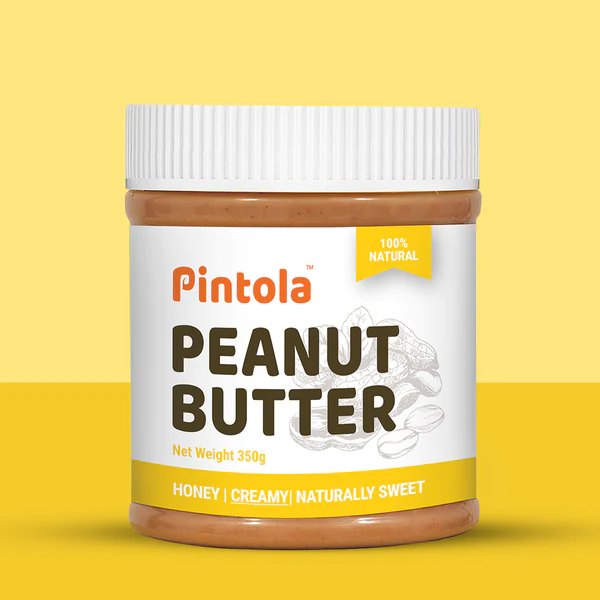 100%
NATURAL
Pintola™
PEANUT
BUTTER
Net Weight 350g
HONEY | CREAMY| NATURALLY SWEET